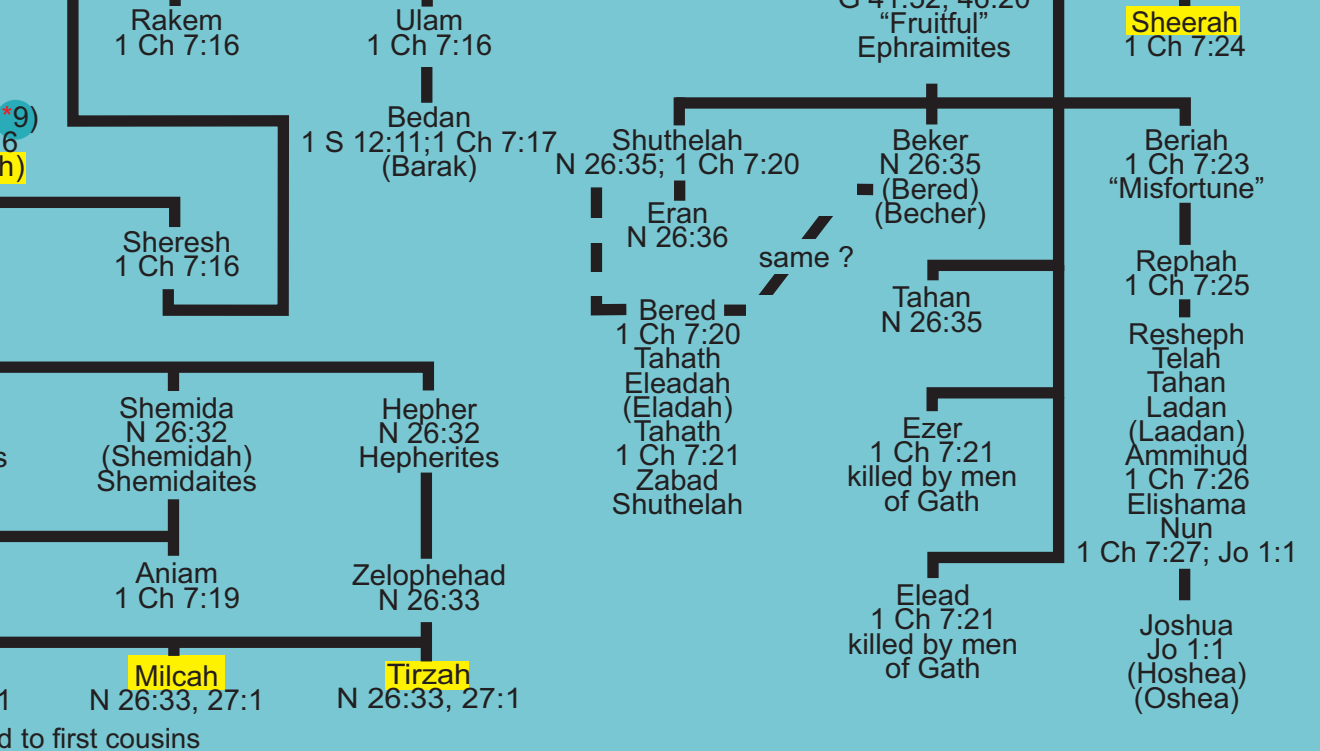 Rakem
1 Ch 7:16
Ulam
1 Ch 7:16
Bedan
1 S 12:11;1 Ch 7:17
(Barak)
*9)
6
h)
Sheresh
1 Ch 7:16
Shemida
N 26:32
(Shemidah)
Shemidaites
s
Aniam
1 Ch 7:19
Hepher
N 26:32
Hepherites
Zelophehad
N 26:33
Milcah
N 26:33, 27:1
Tirzah
N 26:33, 27:1
1
d to first cousins
“Fruitful”
Ephraimites
Sheerah
1 Ch 7:24
Shuthelah
N 26:35; 1 Ch 7:20
Eran
N 26:36
same ?
Bered
1 Ch 7:20
Tahath
Eleadah
(Eladah)
Tahath
1 Ch 7:21
Zabad
Shuthelah
Beker
N 26:35
(Bered)
(Becher)
Tahan
N 26:35
Ezer
1 Ch 7:21
killed by men
of Gath
Elead
1 Ch 7:21
killed by men
of Gath
Beriah
1 Ch 7:23
“Misfortune”
Rephah
1 Ch 7:25
Resheph
Telah
Tahan
Ladan
(Laadan)
Ammihud
1 Ch 7:26
Elishama
Nun
1 Ch 7:27; Jo 1:1
Joshua
Jo 1:1
(Hoshea)
(Oshea)